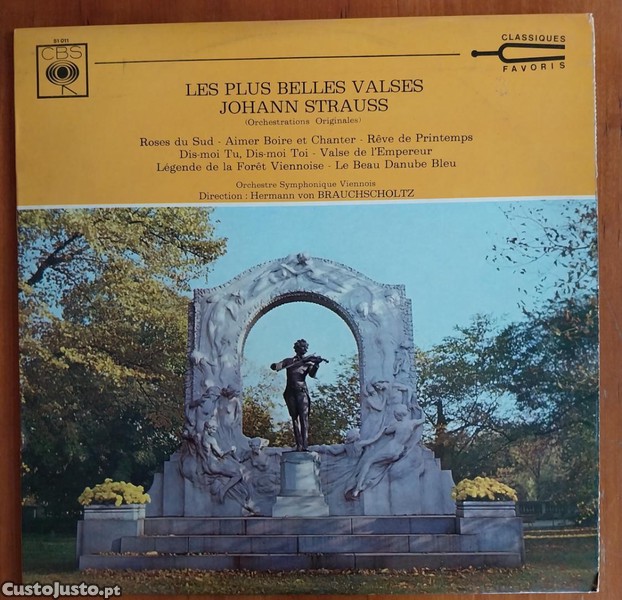 51 011
CBS
CLASSIQUES
FAVORIS
LES PLUS BELLES VALSES
JOHANN STRAUSS
(Orchestrations Originales)
Roses du Sud - Aimer Boire et Chanter - Rêve de Printemps
Dis-moi Tu, Dis-moi Toi - Valse de l'Empereur
Légende de la Forêt Viennoise - Le Beau Danube Bleu
Orchestre Symphonique Viennois
Direction : Hermann von BRAUCHSCHOLTZ
CustoJusto.pt